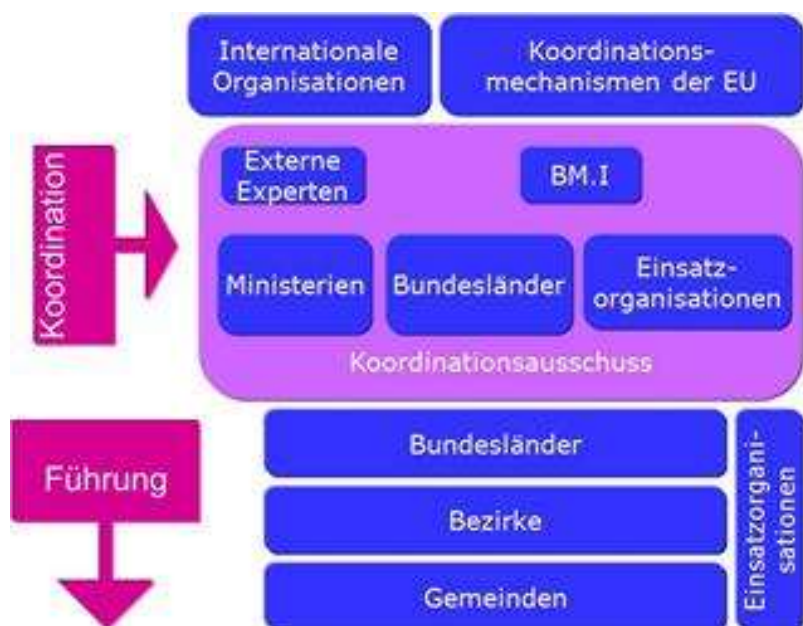 Internationale
Organisationen
Koordinations-
mechanismen der EU
Koordination
Externe
Experten
BM.I
Ministerien
Bundesländer
Einsatz-
organisationen
Koordinationsausschuss
Führung
Bundesländer
Bezirke
Gemeinden
Einsatzorgani-
sationen